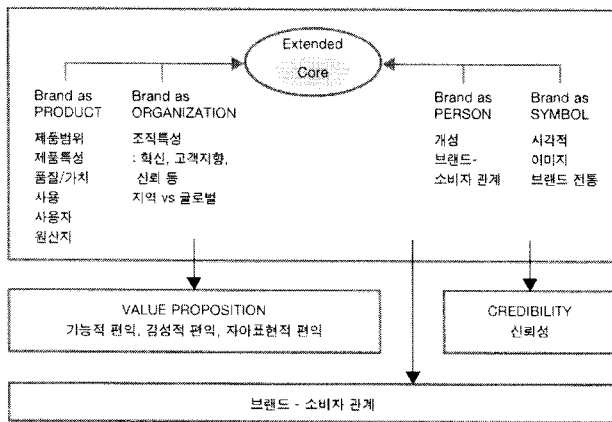 Extended
Core
Brand as
PRODUCT
제품범위
제품특성
품질/가치
사용
사용자
원산지
Brand as
ORGANIZATION
조직특성
: 혁신, 고객지향,
신뢰 등
지역 vs 글로벌
Brand as
PERSON
개성
브랜드-
소비자 관계
Brand as
SYMBOL
시각적
이미지
브랜드 전통
VALUE PROPOSITION
기능적 편익, 감성적 편익, 자아표현적 편익
CREDIBILITY
신뢰성
브랜드 - 소비자 관계